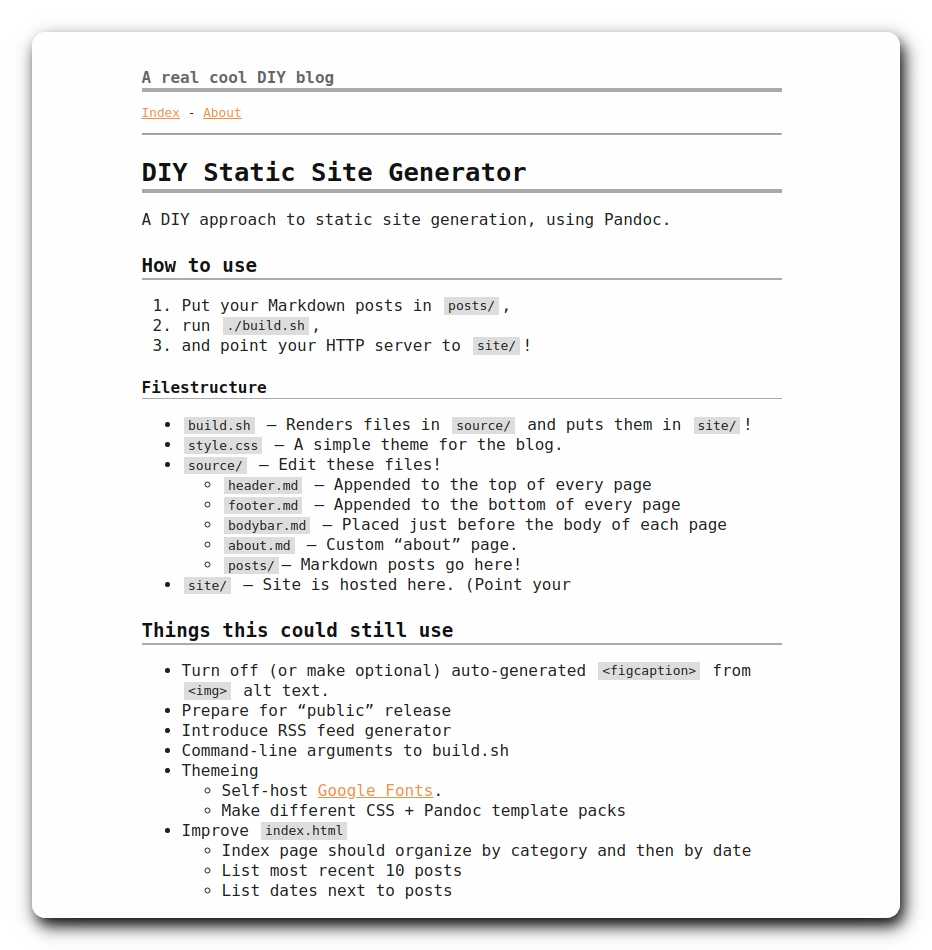 A real cool DIY blog
Index - About
DIY Static Site Generator
A DIY approach to static site generation, using Pandoc.
How to use
1. Put your Markdown posts in posts/,
2. run ./build.sh,
3. and point your HTTP server to site/!
Filestructure
• build.sh — Renders files in source/ and puts them in site/!
• style.css — A simple theme for the blog.
• source/ — Edit these files!
◦ header.md — Appended to the top of every page
◦ footer.md — Appended to the bottom of every page
◦ bodybar.md — Placed just before the body of each page
◦ about.md — Custom “about” page.
◦ posts/— Markdown posts go here!
• site/ — Site is hosted here. (Point your
Things this could still use
• Turn off (or make optional) auto-generated <figcaption> from
<img> alt text.
• Prepare for “public” release
• Introduce RSS feed generator
• Command-line arguments to build.sh
• Themeing
◦ Self-host Google Fonts.
◦ Make different CSS + Pandoc template packs
• Improve index.html
◦ Index page should organize by category and then by date
◦ List most recent 10 posts
◦ List dates next to posts